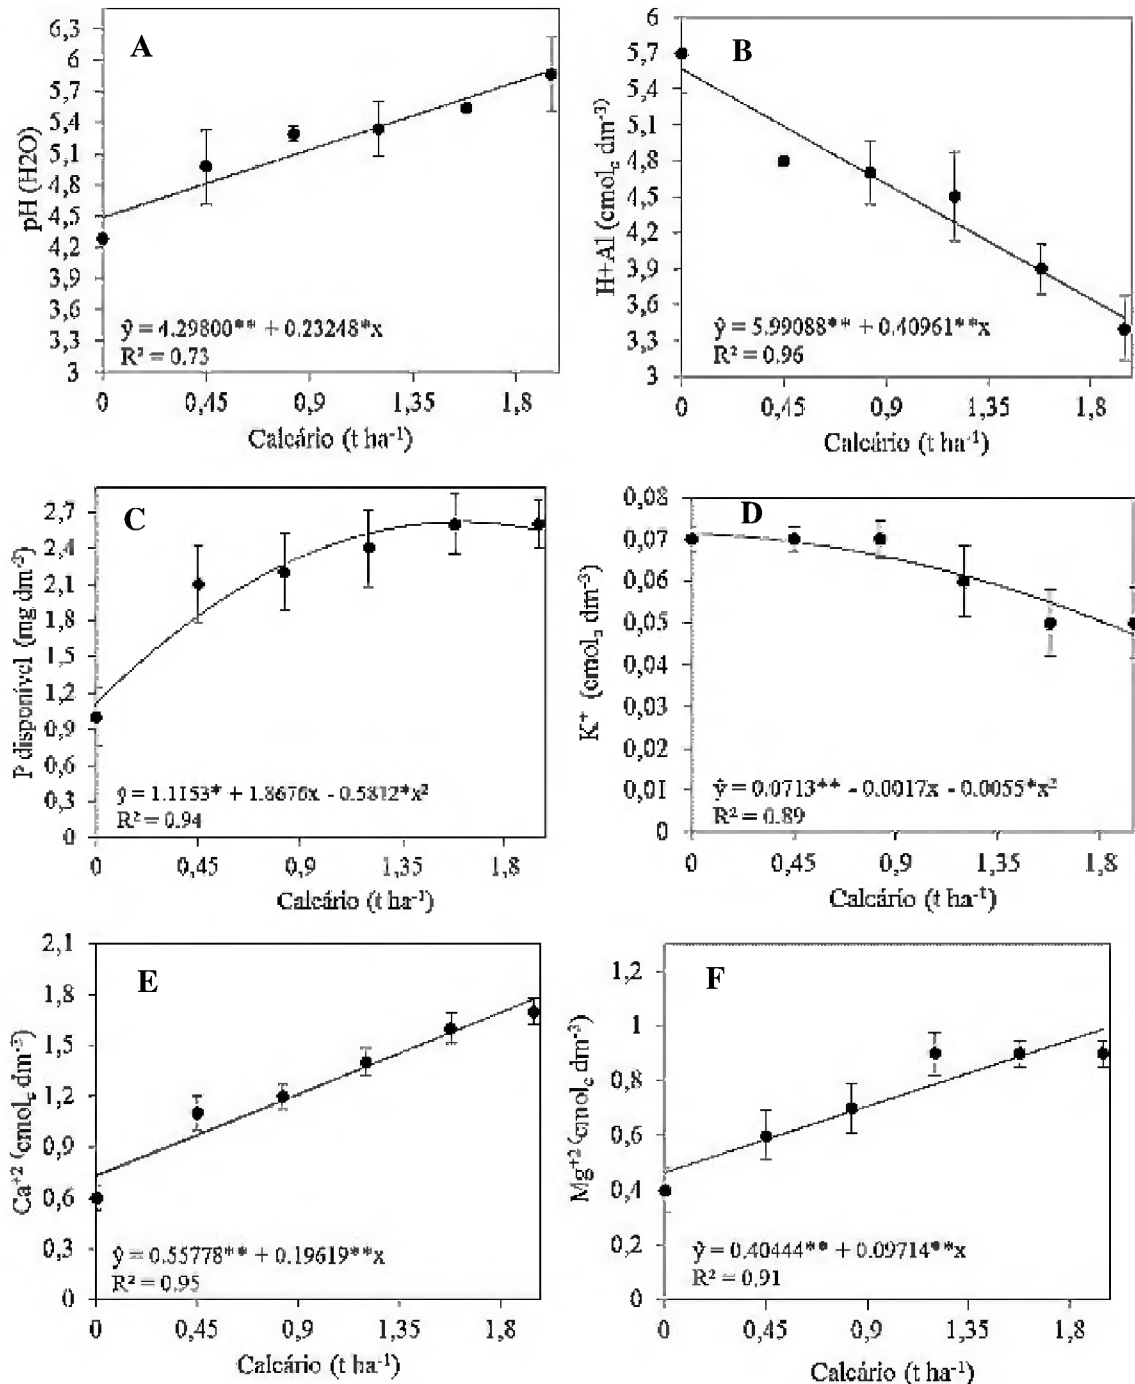 A
6,3
6
5,7
5,4
5,1
4,8
4,5
4,2
3,9
3,6
3,3
3
pH (H2O)
ŷ = 4.29800** + 0.23248*x
R² = 0.73
0 0,45 0,9 1,35 1,8
Calcário (t ha⁻¹)
B
6
5,7
5,4
5,1
4,8
4,5
4,2
3,9
3,6
3,3
3
H+Al (cmol_c dm⁻³)
ŷ = 5.99088** + 0.40961**x
R² = 0.96
0 0,45 0,9 1,35 1,8
Calcário (t ha⁻¹)
C
2,7
2,4
2,1
1,8
1,5
1,2
0,9
0,6
0,3
0
P disponível (mg dm⁻³)
ŷ = 1.1153* + 1.8676x - 0.5812*x²
R² = 0.94
0 0,45 0,9 1,35 1,8
Calcário (t ha⁻¹)
D
0,08
0,07
0,06
0,05
0,04
0,03
0,02
0,01
0
K⁺ (cmol_c dm⁻³)
ŷ = 0.0713** - 0.0017x - 0.0055*x²
R² = 0.89
0 0,45 0,9 1,35 1,8
Calcário (t ha⁻¹)
E
2,1
1,8
1,5
1,2
0,9
0,6
0,3
0
Ca⁺² (cmol_c dm⁻³)
ŷ = 0.55778** + 0.19619**x
R² = 0.95
0 0,45 0,9 1,35 1,8
Calcário (t ha⁻¹)
F
1,2
1
0,8
0,6
0,4
0,2
0
Mg⁺² (cmol_c dm⁻³)
ŷ = 0.40444** + 0.09714**x
R² = 0.91
0 0,45 0,9 1,35 1,8
Calcário (t ha⁻¹)